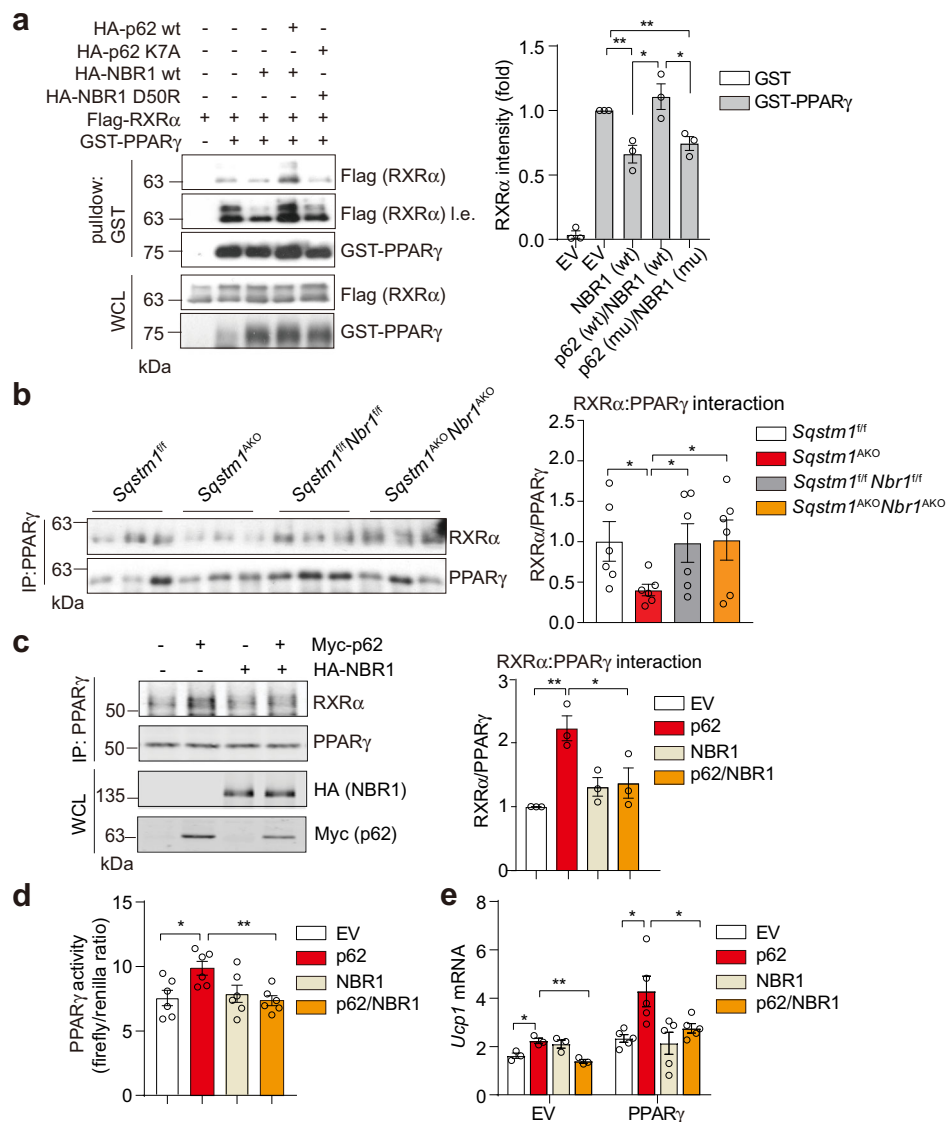 a
HA-p62 wt - - - + -
HA-p62 K7A - - - - +
HA-NBR1 wt - - + + -
HA-NBR1 D50R - - - - +
Flag-RXRα + + + + +
GST-PPARγ - + + + +
pulldow: GST
63 Flag (RXRα)
63 Flag (RXRα) l.e.
75 GST-PPARγ
WCL
63 Flag (RXRα)
75 GST-PPARγ
kDa
RXRα intensity (fold)
1.5
1.0
0.5
0.0
** ** * *
EV
EV
NBR1 (wt)
p62 (wt)/NBR1 (wt)
p62 (mu)/NBR1 (mu)
GST
GST-PPARγ
b
Sqstm1f/f
Sqstm1AKO
Sqstm1f/fNbr1f/f
Sqstm1AKONbr1AKO
IP:PPARγ
63 RXRα
63 PPARγ
kDa
RXRα:PPARγ interaction
RXRα/PPARγ
2.5
2.0
1.5
1.0
0.5
0.0
* * *
Sqstm1f/f
Sqstm1AKO
Sqstm1f/f Nbr1f/f
Sqstm1AKONbr1AKO
c
Myc-p62 - + - +
HA-NBR1 - - + +
IP: PPARγ
50 RXRα
50 PPARγ
WCL
135 HA (NBR1)
63 Myc (p62)
kDa
RXRα:PPARγ interaction
RXRα/PPARγ
3
2
1
0
** *
EV
p62
NBR1
p62/NBR1
d
PPARγ activity
(firefly/renilla ratio)
15
10
5
0
* **
EV
p62
NBR1
p62/NBR1
e
Ucp1 mRNA
8
6
4
2
0
* ** * *
EV PPARγ
EV
p62
NBR1
p62/NBR1